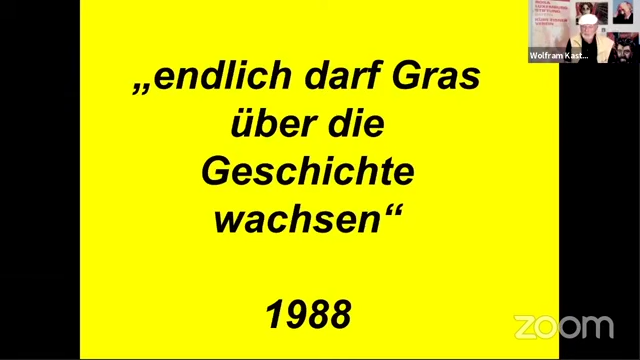 „endlich darf Gras
über die
Geschichte
wachsen“
1988
Wolfram Kast...
zoom